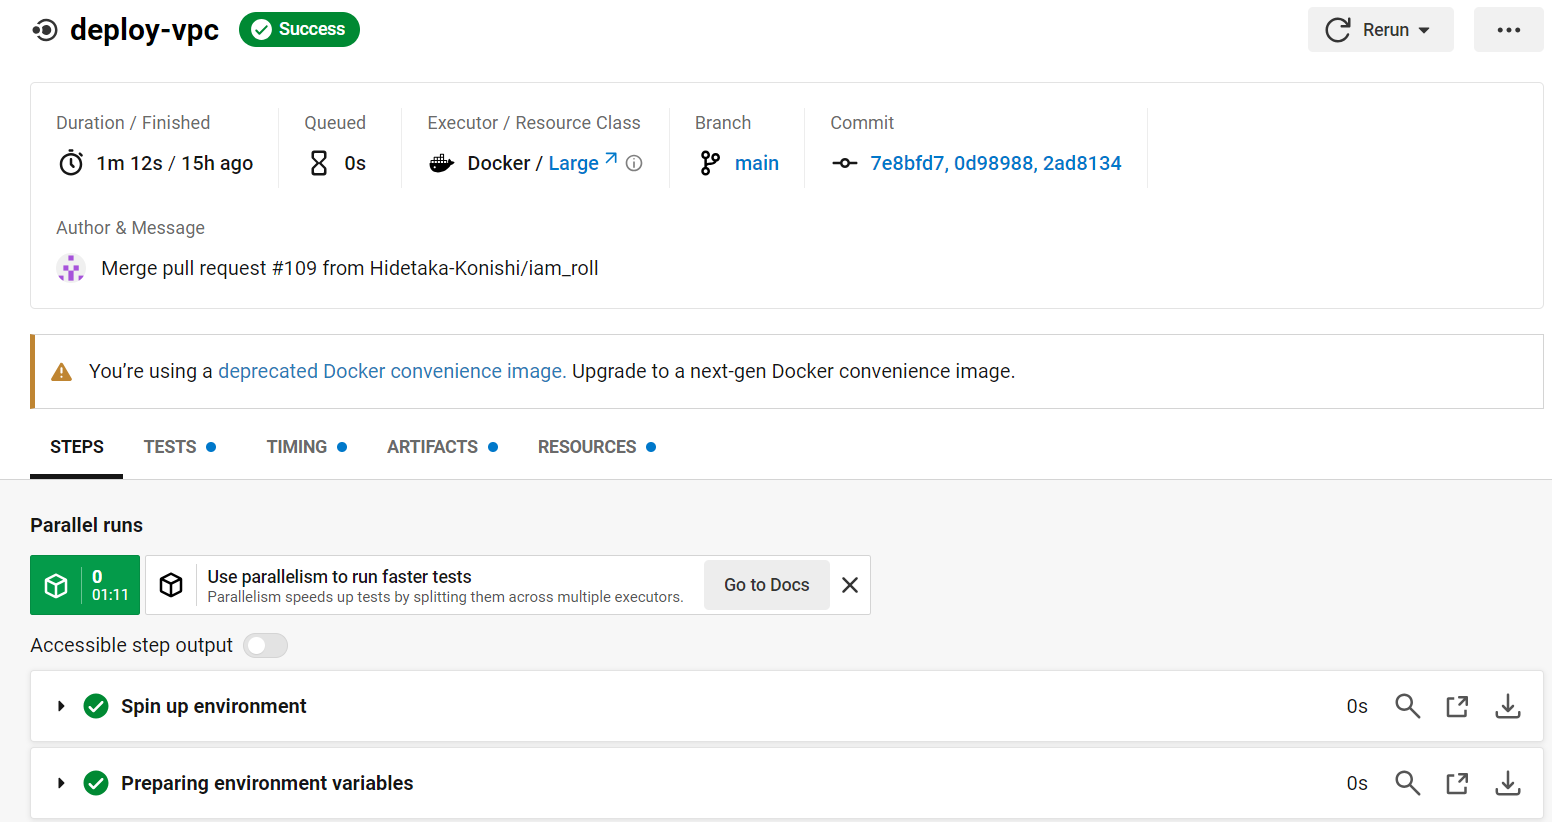 deploy-vpc
Success
Rerun
Duration / Finished
1m 12s / 15h ago
Queued
0s
Executor / Resource Class
Docker / Large
Branch
main
Commit
7e8bfd7, 0d98988, 2ad8134
Author & Message
Merge pull request #109 from Hidetaka-Konishi/iam_roll
You’re using a deprecated Docker convenience image. Upgrade to a next-gen Docker convenience image.
STEPS
TESTS
TIMING
ARTIFACTS
RESOURCES
Parallel runs
0
01:11
Use parallelism to run faster tests
Parallelism speeds up tests by splitting them across multiple executors.
Go to Docs
Accessible step output
Spin up environment
0s
Preparing environment variables
0s